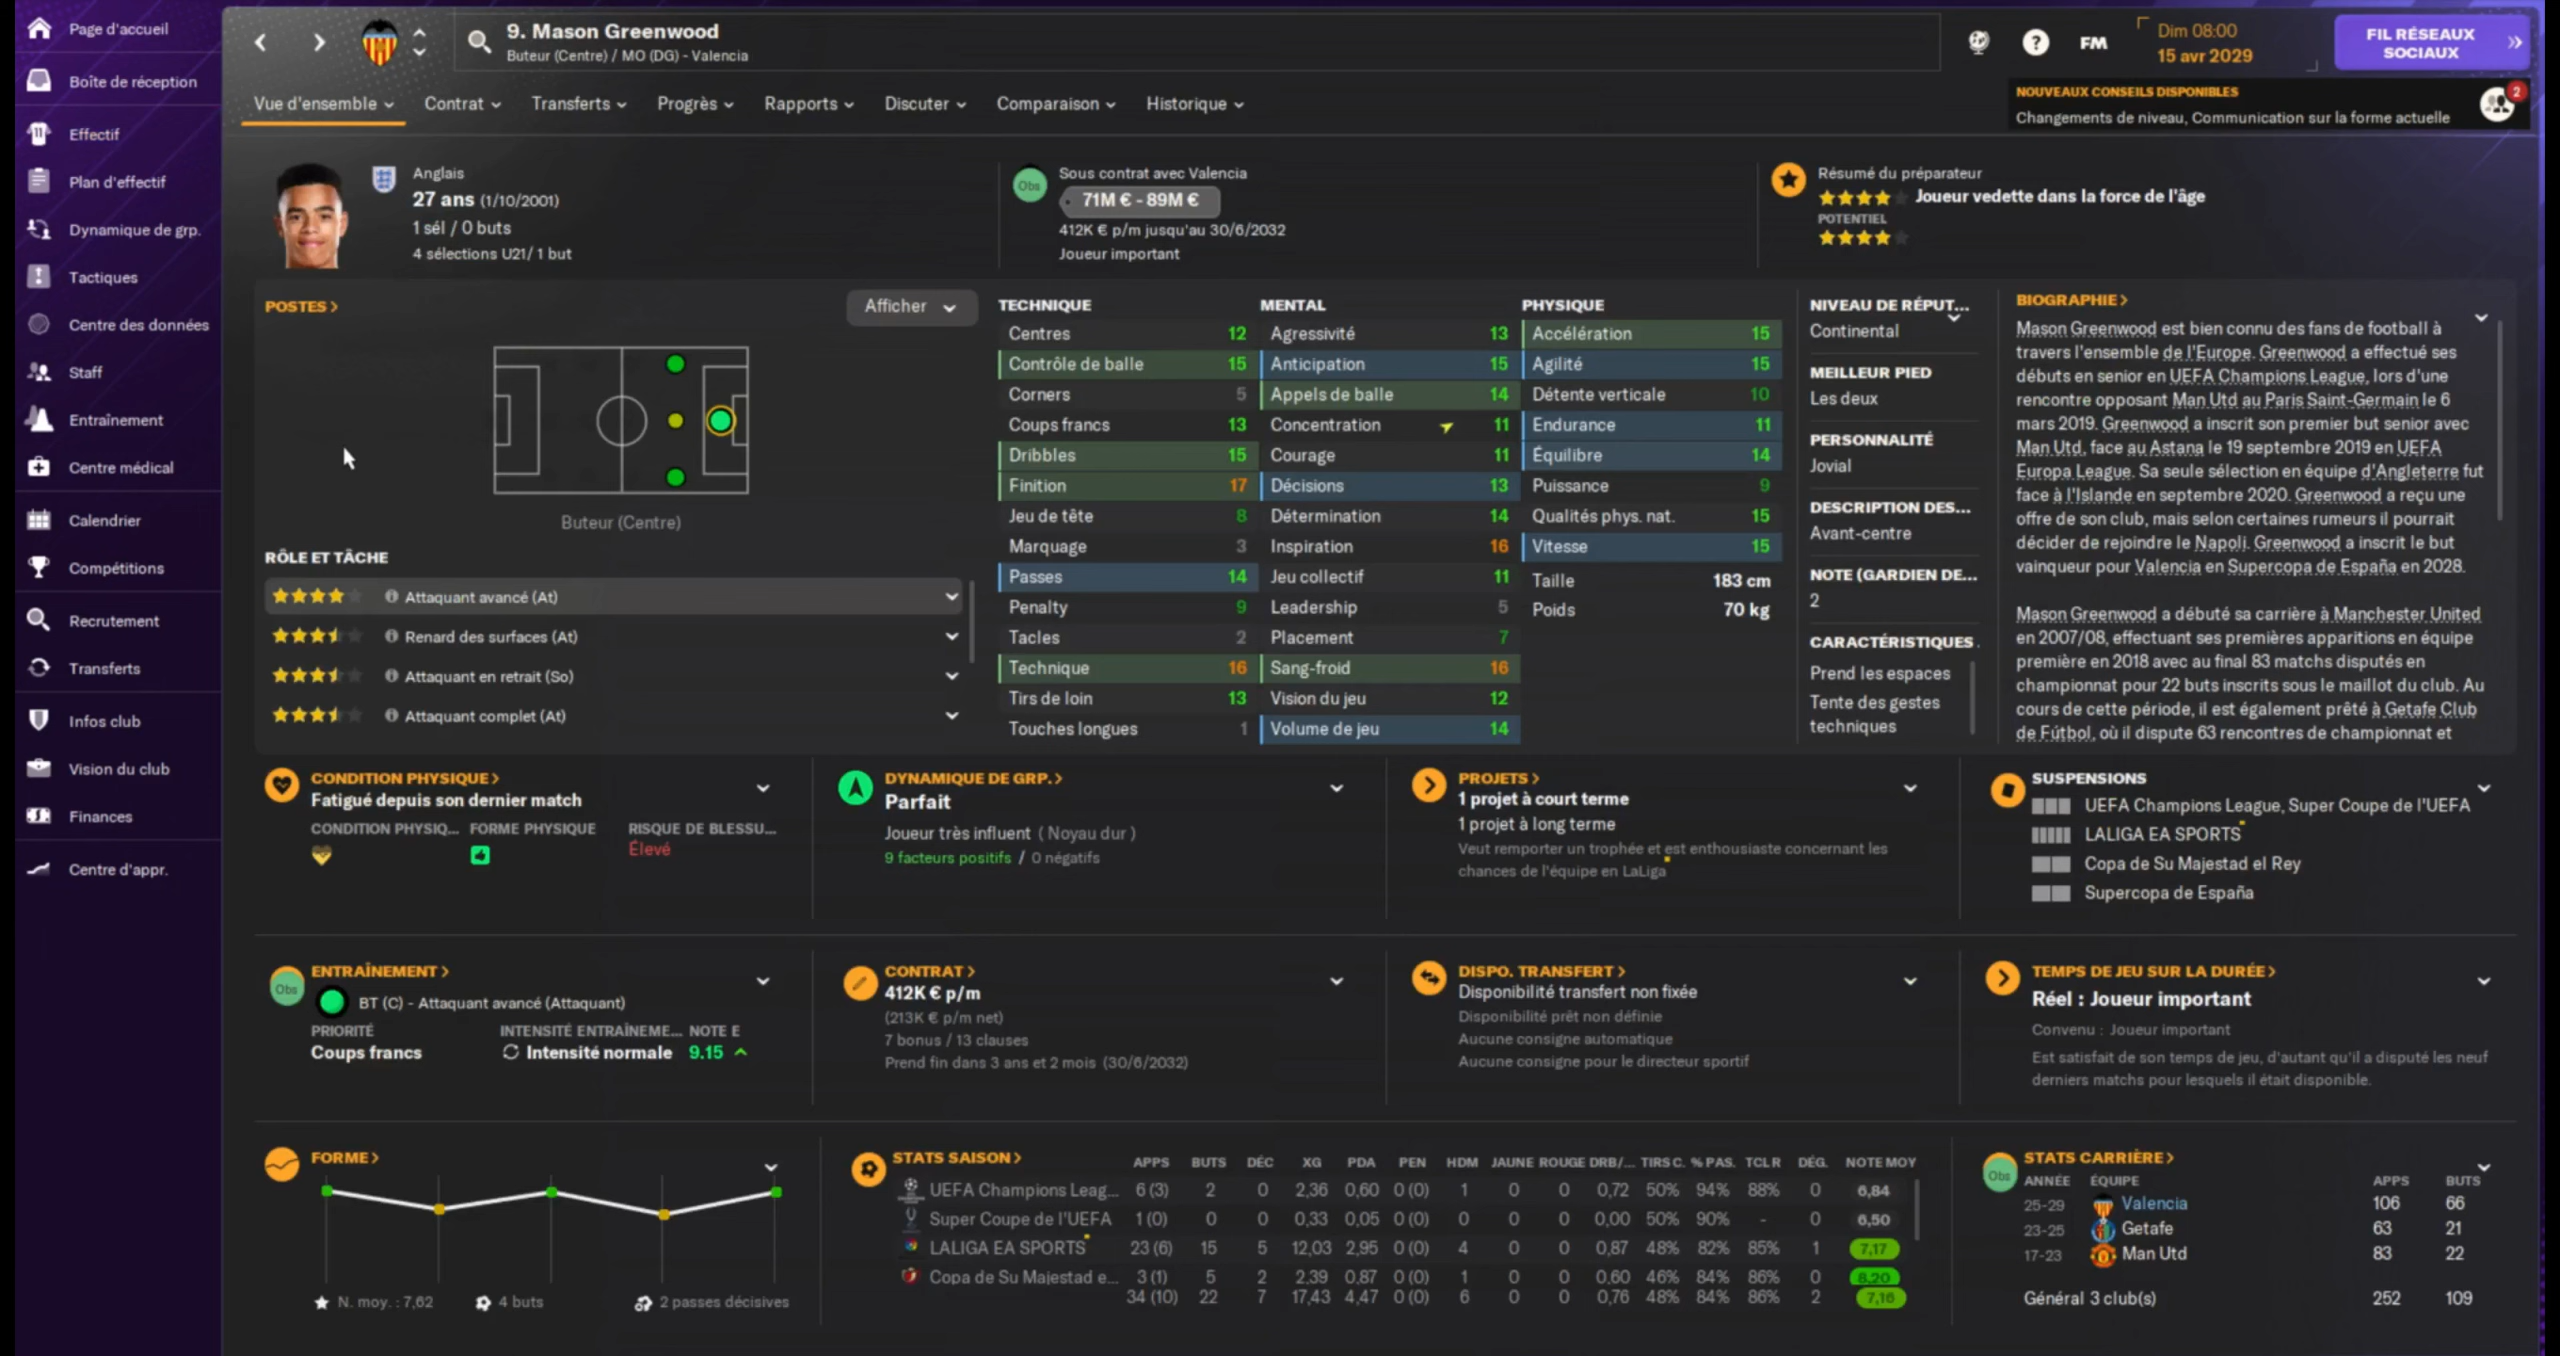 Page d'accueil
Boîte de réception
Effectif
Plan d'effectif
Dynamique de grp.
Tactiques
Centre des données
Staff
Entraînement
Centre médical
Calendrier
Compétitions
Recrutement
Transferts
Infos club
Vision du club
Finances
Centre d'appr.
9. Mason Greenwood
Buteur (Centre) / MO (DG) - Valencia
FM
Dim 08:00
15 avr 2029
FIL RÉSEAUX
SOCIAUX
Vue d'ensemble
Contrat
Transferts
Progrès
Rapports
Discuter
Comparaison
Historique
NOUVEAUX CONSEILS DISPONIBLES
Changements de niveau, Communication sur la forme actuelle
2
Anglais
27 ans (1/10/2001)
1 sél / 0 buts
4 sélections U21/ 1 but
Obs
Sous contrat avec Valencia
71M € - 89M €
412K € p/m jusqu'au 30/6/2032
Joueur important
Résumé du préparateur
Joueur vedette dans la force de l'âge
POTENTIEL
POSTES >
Afficher
Buteur (Centre)
RÔLE ET TÂCHE
Attaquant avancé (At)
Renard des surfaces (At)
Attaquant en retrait (So)
Attaquant complet (At)
TECHNIQUE
Centres 12
Contrôle de balle 15
Corners 5
Coups francs 13
Dribbles 15
Finition 17
Jeu de tête 8
Marquage 3
Passes 14
Penalty 9
Tacles 2
Technique 16
Tirs de loin 13
Touches longues 1
MENTAL
Agressivité 13
Anticipation 15
Appels de balle 14
Concentration 11
Courage 11
Décisions 13
Détermination 14
Inspiration 16
Jeu collectif 11
Leadership 5
Placement 7
Sang-froid 16
Vision du jeu 12
Volume de jeu 14
PHYSIQUE
Accélération 15
Agilité 15
Détente verticale 10
Endurance 11
Équilibre 14
Puissance 9
Qualités phys. nat. 15
Vitesse 15
Taille 183 cm
Poids 70 kg
NIVEAU DE RÉPUT...
Continental
MEILLEUR PIED
Les deux
PERSONNALITÉ
Jovial
DESCRIPTION DES...
Avant-centre
NOTE (GARDIEN DE...
2
CARACTÉRISTIQUES
Prend les espaces
Tente des gestes
techniques
BIOGRAPHIE >
Mason Greenwood est bien connu des fans de football à
travers l'ensemble de l'Europe. Greenwood a effectué ses
débuts en senior en UEFA Champions League, lors d'une
rencontre opposant Man Utd au Paris Saint-Germain le 6
mars 2019. Greenwood a inscrit son premier but senior avec
Man Utd, face au Astana le 19 septembre 2019 en UEFA
Europa League. Sa seule sélection en équipe d'Angleterre fut
face à l'Islande en septembre 2020. Greenwood a reçu une
offre de son club, mais selon certaines rumeurs il pourrait
décider de rejoindre le Napoli. Greenwood a inscrit le but
vainqueur pour Valencia en Supercopa de España en 2028.
Mason Greenwood a débuté sa carrière à Manchester United
en 2007/08, effectuant ses premières apparitions en équipe
première en 2018 avec au final 83 matchs disputés en
championnat pour 22 buts inscrits sous le maillot du club. Au
cours de cette période, il est également prêté à Getafe Club
de Fútbol, où il dispute 63 rencontres de championnat et
CONDITION PHYSIQUE >
Fatigué depuis son dernier match
CONDITION PHYSIQ... FORME PHYSIQUE RISQUE DE BLESSU...
Élevé
DYNAMIQUE DE GRP. >
Parfait
Joueur très influent ( Noyau dur )
9 facteurs positifs / 0 négatifs
PROJETS >
1 projet à court terme
1 projet à long terme
Veut remporter un trophée et est enthousiaste concernant les
chances de l'équipe en LaLiga
SUSPENSIONS
UEFA Champions League, Super Coupe de l'UEFA
LALIGA EA SPORTS
Copa de Su Majestad el Rey
Supercopa de España
Obs
ENTRAÎNEMENT >
BT (C) - Attaquant avancé (Attaquant)
PRIORITÉ INTENSITÉ ENTRAÎNEME... NOTE E
Coups francs Intensité normale 9.15
CONTRAT >
412K € p/m
(213K € p/m net)
7 bonus / 13 clauses
Prend fin dans 3 ans et 2 mois (30/6/2032)
DISPO. TRANSFERT >
Disponibilité transfert non fixée
Disponibilité prêt non définie
Aucune consigne automatique
Aucune consigne pour le directeur sportif
TEMPS DE JEU SUR LA DURÉE >
Réel : Joueur important
Convenu : Joueur important
Est satisfait de son temps de jeu, d'autant qu'il a disputé les neuf
derniers matchs pour lesquels il était disponible.
FORME >
N. moy. : 7,62 4 buts 2 passes décisives
STATS SAISON > APPS BUTS DÉC XG PDA PEN HDM JAUNE ROUGE DRB/... TIRS C. % PAS. TCL R DÉG. NOTE MOY
UEFA Champions Leag... 6 (3) 2 0 2,36 0,60 0 (0) 1 0 0 0,72 50% 94% 88% 0 6,84
Super Coupe de l'UEFA 1 (0) 0 0 0,33 0,05 0 (0) 0 0 0 0,00 50% 90% - 0 6,50
LALIGA EA SPORTS 23 (6) 15 5 12,03 2,95 0 (0) 4 0 0 0,87 48% 82% 85% 1 7,17
Copa de Su Majestad e... 3 (1) 5 2 2,39 0,87 0 (0) 1 0 0 0,60 46% 84% 86% 0 8,20
34 (10) 22 7 17,43 4,47 0 (0) 6 0 0 0,76 48% 84% 86% 2 7,16
Obs
STATS CARRIÈRE >
ANNÉE ÉQUIPE APPS BUTS
25-29 Valencia 106 66
23-25 Getafe 63 21
17-23 Man Utd 83 22
Général 3 club(s) 252 109